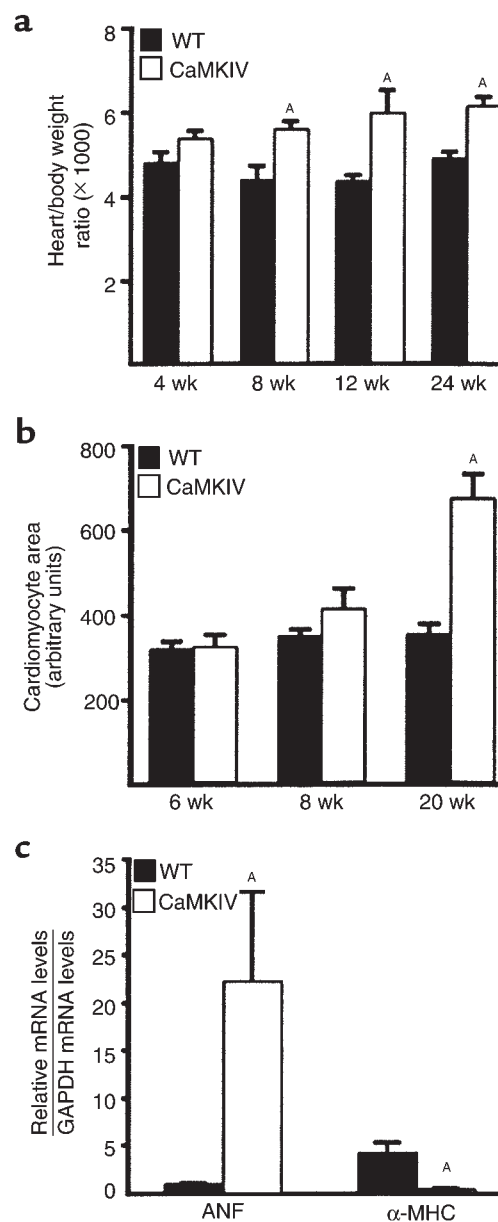 a
8
WT
CaMKIV
A
A
A
6
4
2
Heart/body weight
ratio (× 1000)
4 wk
8 wk
12 wk
24 wk
b
800
WT
CaMKIV
A
600
400
200
Cardiomyocyte area
(arbitrary units)
6 wk
8 wk
20 wk
c
35
WT
CaMKIV
A
30
25
20
15
10
5
0
Relative mRNA levels
GAPDH mRNA levels
A
ANF
α-MHC